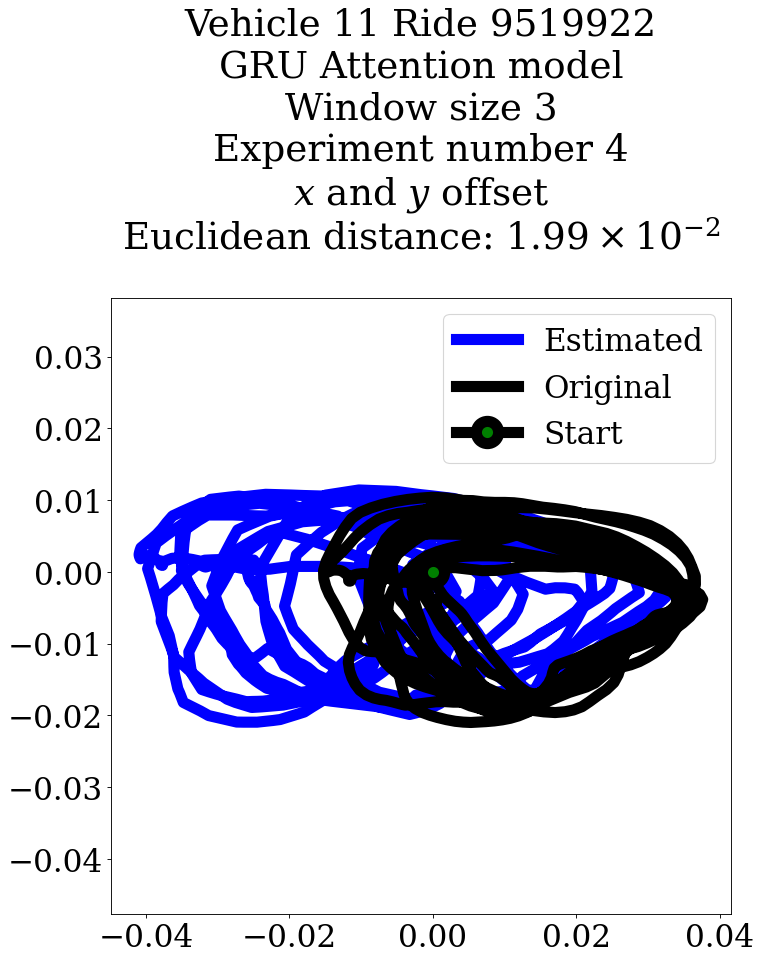 Vehicle 11 Ride 9519922
GRU Attention model
Window size 3
Experiment number 4
x and y offset
Euclidean distance: 1.99 × 10⁻²
Estimated
Original
Start
0.03
0.02
0.01
0.00
−0.01
−0.02
−0.03
−0.04
−0.04 −0.02 0.00 0.02 0.04